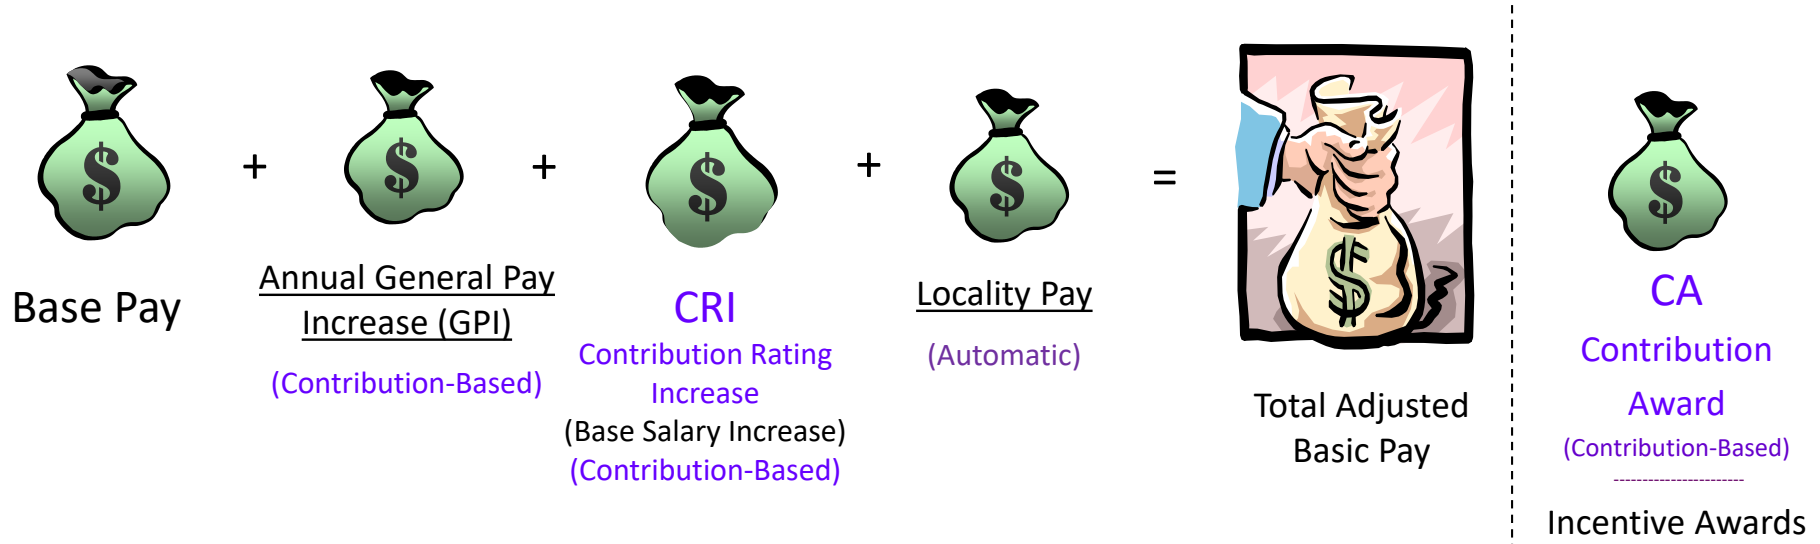 $
+
$
+
$
+
$
=
$
$
Base Pay
Annual General Pay
Increase (GPI)
(Contribution-Based)
CRI
Contribution Rating
Increase
(Base Salary Increase)
(Contribution-Based)
Locality Pay
(Automatic)
Total Adjusted
Basic Pay
CA
Contribution
Award
(Contribution-Based)
-----------------------
Incentive Awards